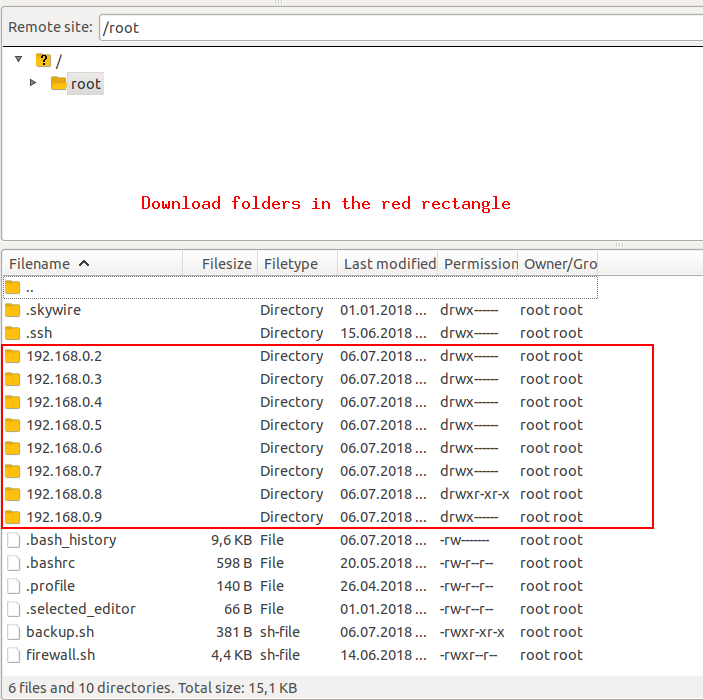 Remote site: /root
? /
root
Download folders in the red rectangle
Filename Filesize Filetype Last modified Permission Owner/Gro
..
.skywire Directory 01.01.2018 ... drwx------ root root
.ssh Directory 15.06.2018 ... drwx------ root root
192.168.0.2 Directory 06.07.2018 ... drwx------ root root
192.168.0.3 Directory 06.07.2018 ... drwx------ root root
192.168.0.4 Directory 06.07.2018 ... drwx------ root root
192.168.0.5 Directory 06.07.2018 ... drwx------ root root
192.168.0.6 Directory 06.07.2018 ... drwx------ root root
192.168.0.7 Directory 06.07.2018 ... drwx------ root root
192.168.0.8 Directory 06.07.2018 ... drwxr-xr-x root root
192.168.0.9 Directory 06.07.2018 ... drwx------ root root
.bash_history 9,6 KB File 06.07.2018 ... -rw------- root root
.bashrc 598 B File 20.05.2018 ... -rw-r--r-- root root
.profile 140 B File 26.04.2018 ... -rw-r--r-- root root
.selected_editor 66 B File 01.01.2018 ... -rw-r--r-- root root
backup.sh 381 B sh-file 06.07.2018 ... -rwxr-xr-x root root
firewall.sh 4,4 KB sh-file 14.06.2018 ... -rwxr--r-- root root
6 files and 10 directories. Total size: 15,1 KB